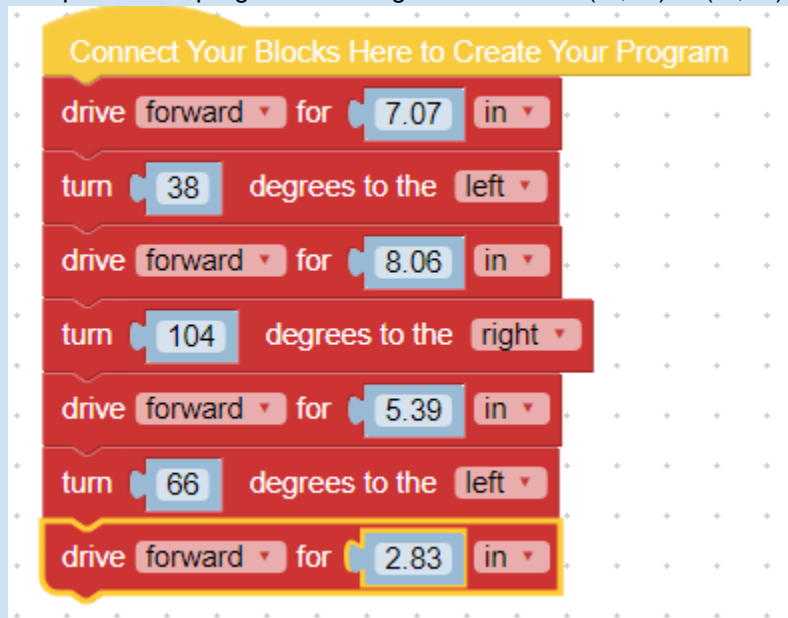 Connect Your Blocks Here to Create Your Program
drive forward for 7.07 in
turn 38 degrees to the left
drive forward for 8.06 in
turn 104 degrees to the right
drive forward for 5.39 in
turn 66 degrees to the left
drive forward for 2.83 in